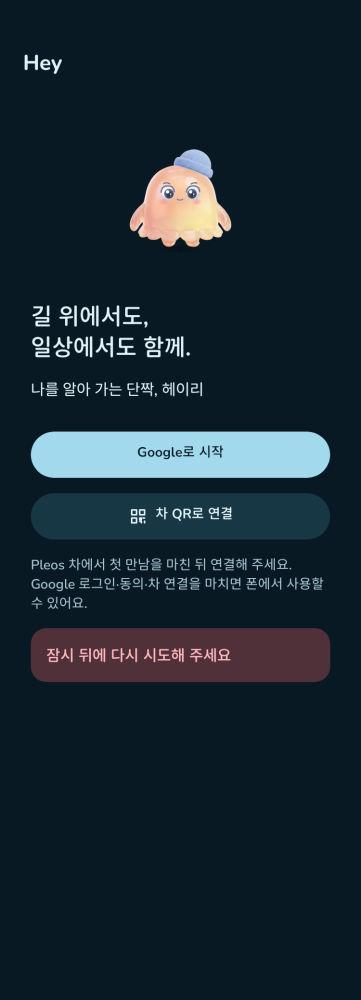 Hey
길 위에서도,
일상에서도 함께.
나를 알아 가는 단짝, 헤이리
Google로 시작
차 QR로 연결
Pleos 차에서 첫 만남을 마친 뒤 연결해 주세요.
Google 로그인·동의·차 연결을 마치면 폰에서 사용할
수 있어요.
잠시 뒤에 다시 시도해 주세요